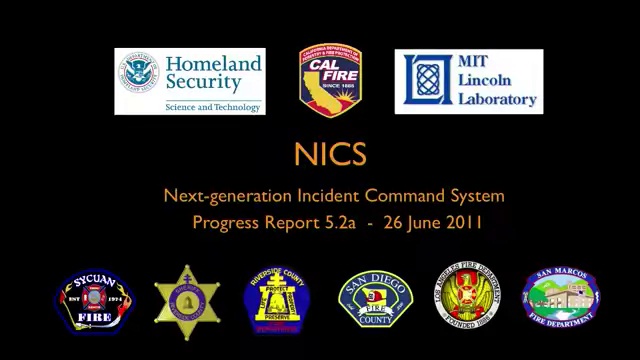 Homeland
Security
Science and Technology
CALIFORNIA DEPARTMENT OF
FORESTRY & FIRE PROTECTION
CAL
FIRE
SINCE 1885
MIT
Lincoln
Laboratory
NICS
Next-generation Incident Command System
Progress Report 5.2a - 26 June 2011
SYCUAN
EST 1974
FIRE
RIVERSIDE COUNTY
PROTECT
LIFE
PRESERVE
SAN DIEGO
FIRE
COUNTY
LOS ANGELES FIRE DEPARTMENT
FOUNDED 1886
SAN MARCOS
FIRE DEPARTMENT